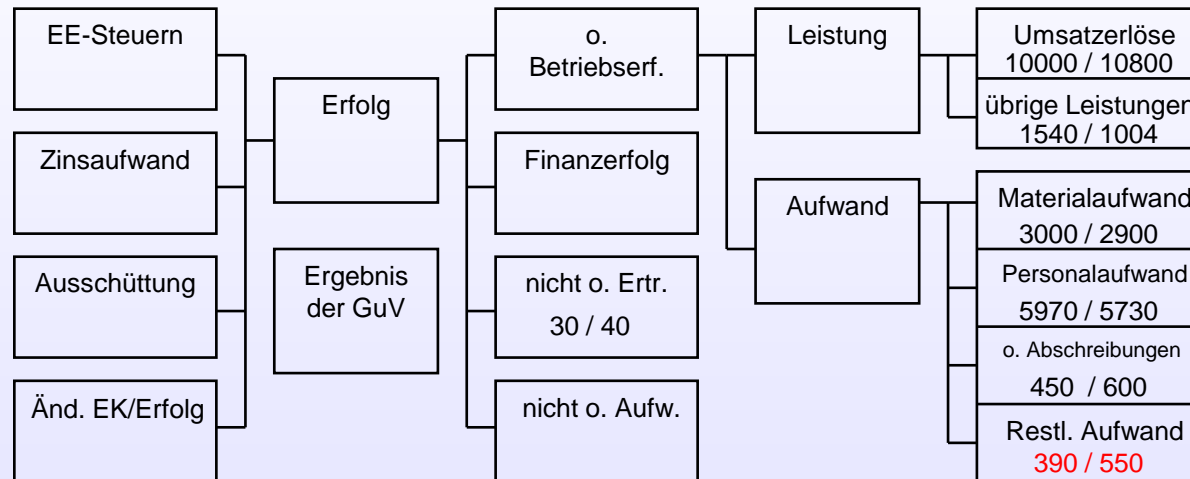 EE-Steuern
Zinsaufwand
Ausschüttung
Änd. EK/Erfolg
Erfolg
Ergebnis
der GuV
o.
Betriebserf.
Finanzerfolg
nicht o. Ertr.
30 / 40
nicht o. Aufw.
Leistung
Aufwand
Umsatzerlöse
10000 / 10800
übrige Leistungen
1540 / 1004
Materialaufwand
3000 / 2900
Personalaufwand
5970 / 5730
o. Abschreibungen
450 / 600
Restl. Aufwand
390 / 550